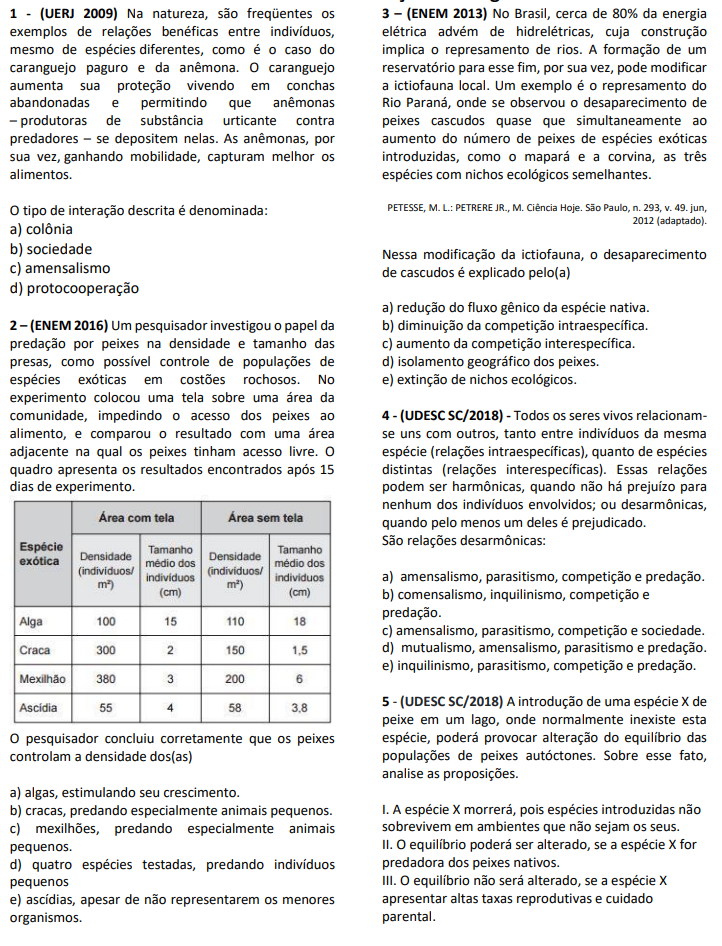 1 - (UERJ 2009) Na natureza, são freqüentes os
exemplos de relações benéficas entre indivíduos,
mesmo de espécies diferentes, como é o caso do
caranguejo paguro e da anêmona. O caranguejo
aumenta sua proteção vivendo em conchas
abandonadas e permitindo que anêmonas
– produtoras de substância urticante contra
predadores – se depositem nelas. As anêmonas, por
sua vez, ganhando mobilidade, capturam melhor os
alimentos.
O tipo de interação descrita é denominada:
a) colônia
b) sociedade
c) amensalismo
d) protocooperação
2 – (ENEM 2016) Um pesquisador investigou o papel da
predação por peixes na densidade e tamanho das
presas, como possível controle de populações de
espécies exóticas em costões rochosos. No
experimento colocou uma tela sobre uma área da
comunidade, impedindo o acesso dos peixes ao
alimento, e comparou o resultado com uma área
adjacente na qual os peixes tinham acesso livre. O
quadro apresenta os resultados encontrados após 15
dias de experimento.
Espécie exótica | Área com tela | Área sem tela
Densidade (indivíduos/m²) | Tamanho médio dos indivíduos (cm) | Densidade (indivíduos/m²) | Tamanho médio dos indivíduos (cm)
Alga 100 15 110 18
Craca 300 2 150 1,5
Mexilhão 380 3 200 6
Ascídia 55 4 58 3,8
O pesquisador concluiu corretamente que os peixes
controlam a densidade dos(as)
a) algas, estimulando seu crescimento.
b) cracas, predando especialmente animais pequenos.
c) mexilhões, predando especialmente animais
pequenos.
d) quatro espécies testadas, predando indivíduos
pequenos
e) ascídias, apesar de não representarem os menores
organismos.
3 – (ENEM 2013) No Brasil, cerca de 80% da energia
elétrica advém de hidrelétricas, cuja construção
implica o represamento de rios. A formação de um
reservatório para esse fim, por sua vez, pode modificar
a ictiofauna local. Um exemplo é o represamento do
Rio Paraná, onde se observou o desaparecimento de
peixes cascudos quase que simultaneamente ao
aumento do número de peixes de espécies exóticas
introduzidas, como o mapará e a corvina, as três
espécies com nichos ecológicos semelhantes.
PETESSE, M. L.: PETRERE JR., M. Ciência Hoje. São Paulo, n. 293, v. 49. jun,
2012 (adaptado).
Nessa modificação da ictiofauna, o desaparecimento
de cascudos é explicado pelo(a)
a) redução do fluxo gênico da espécie nativa.
b) diminuição da competição intraespecífica.
c) aumento da competição interespecífica.
d) isolamento geográfico dos peixes.
e) extinção de nichos ecológicos.
4 - (UDESC SC/2018) - Todos os seres vivos relacionam-
se uns com outros, tanto entre indivíduos da mesma
espécie (relações intraespecíficas), quanto de espécies
distintas (relações interespecíficas). Essas relações
podem ser harmônicas, quando não há prejuízo para
nenhum dos indivíduos envolvidos; ou desarmônicas,
quando pelo menos um deles é prejudicado.
São relações desarmônicas:
a) amensalismo, parasitismo, competição e predação.
b) comensalismo, inquilinismo, competição e
predação.
c) amensalismo, parasitismo, competição e sociedade.
d) mutualismo, amensalismo, parasitismo e predação.
e) inquilinismo, parasitismo, competição e predação.
5 - (UDESC SC/2018) A introdução de uma espécie X de
peixe em um lago, onde normalmente inexiste esta
espécie, poderá provocar alteração do equilíbrio das
populações de peixes autóctones. Sobre esse fato,
analise as proposições.
I. A espécie X morrerá, pois espécies introduzidas não
sobrevivem em ambientes que não sejam os seus.
II. O equilíbrio poderá ser alterado, se a espécie X for
predadora dos peixes nativos.
III. O equilíbrio não será alterado, se a espécie X
apresentar altas taxas reprodutivas e cuidado
parental.